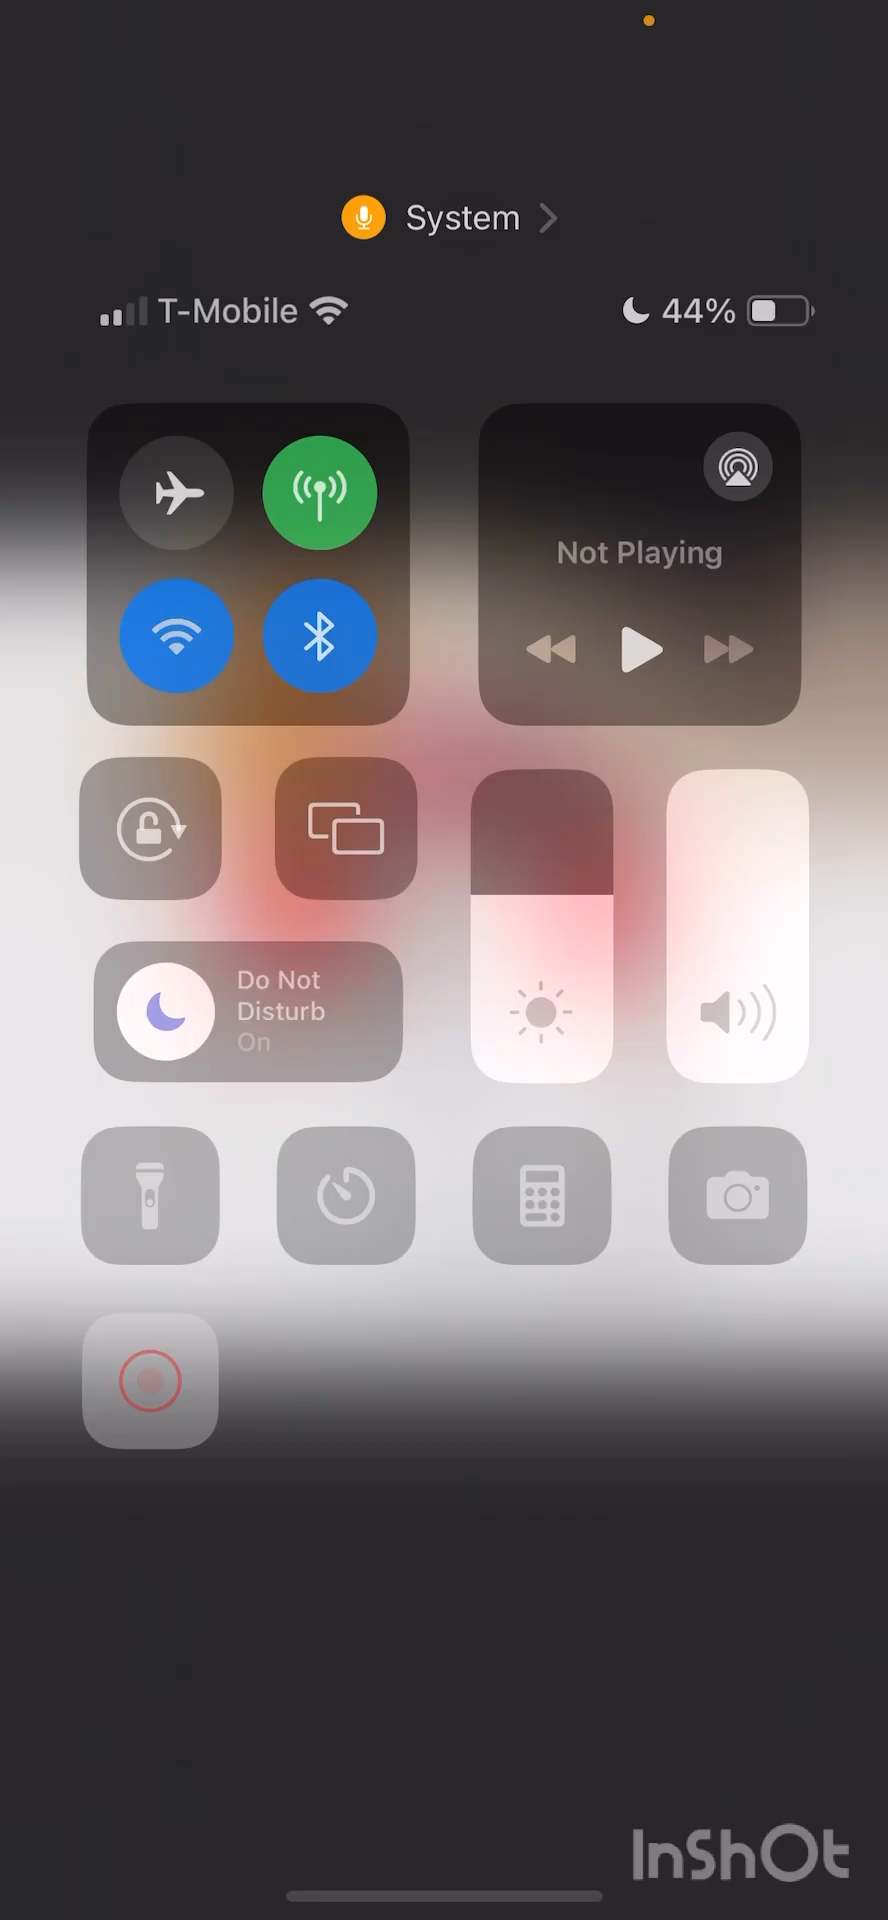 System
T-Mobile 44%
Not Playing
Do Not
Disturb
On
InShOt